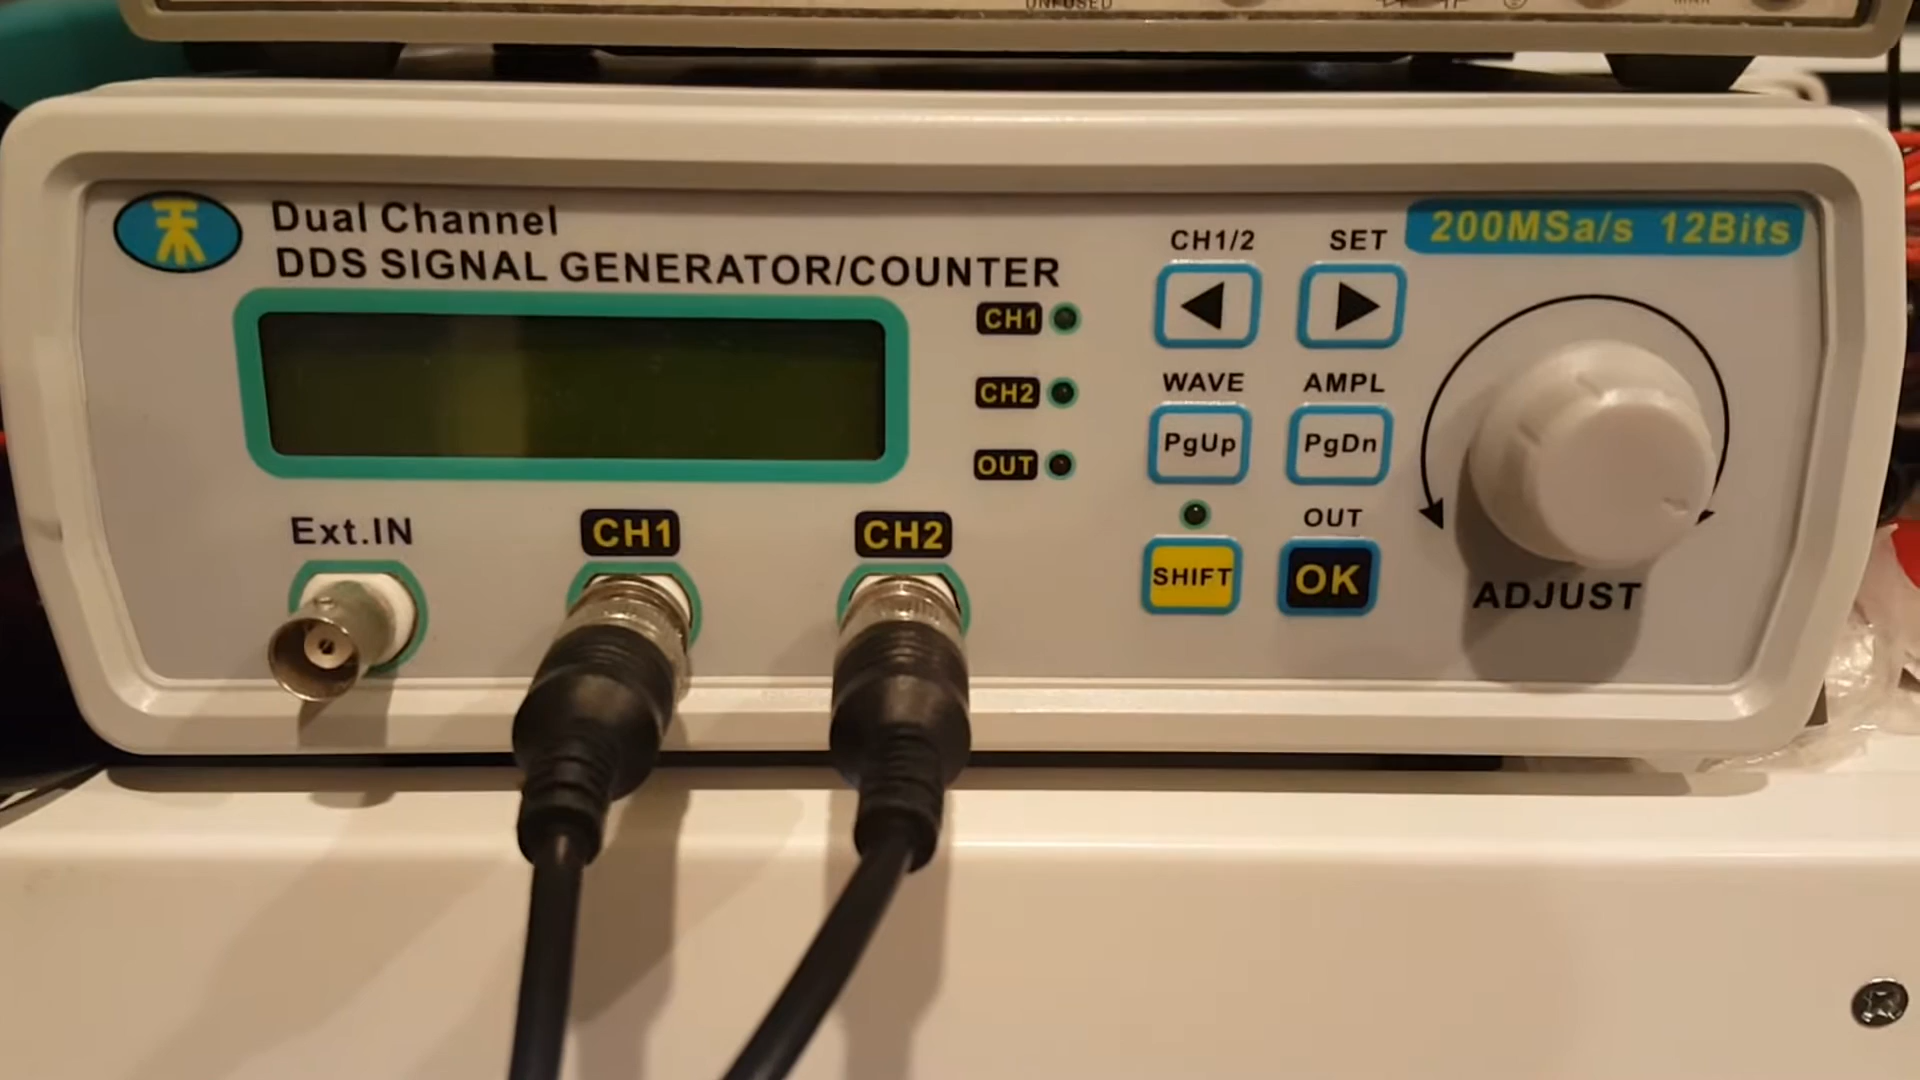 UNFUSED
Dual Channel
DDS SIGNAL GENERATOR/COUNTER
200MSa/s 12Bits
CH1/2 SET
CH1
WAVE AMPL
CH2
PgUp PgDn
OUT
OUT
Ext.IN CH1 CH2
SHIFT OK
ADJUST